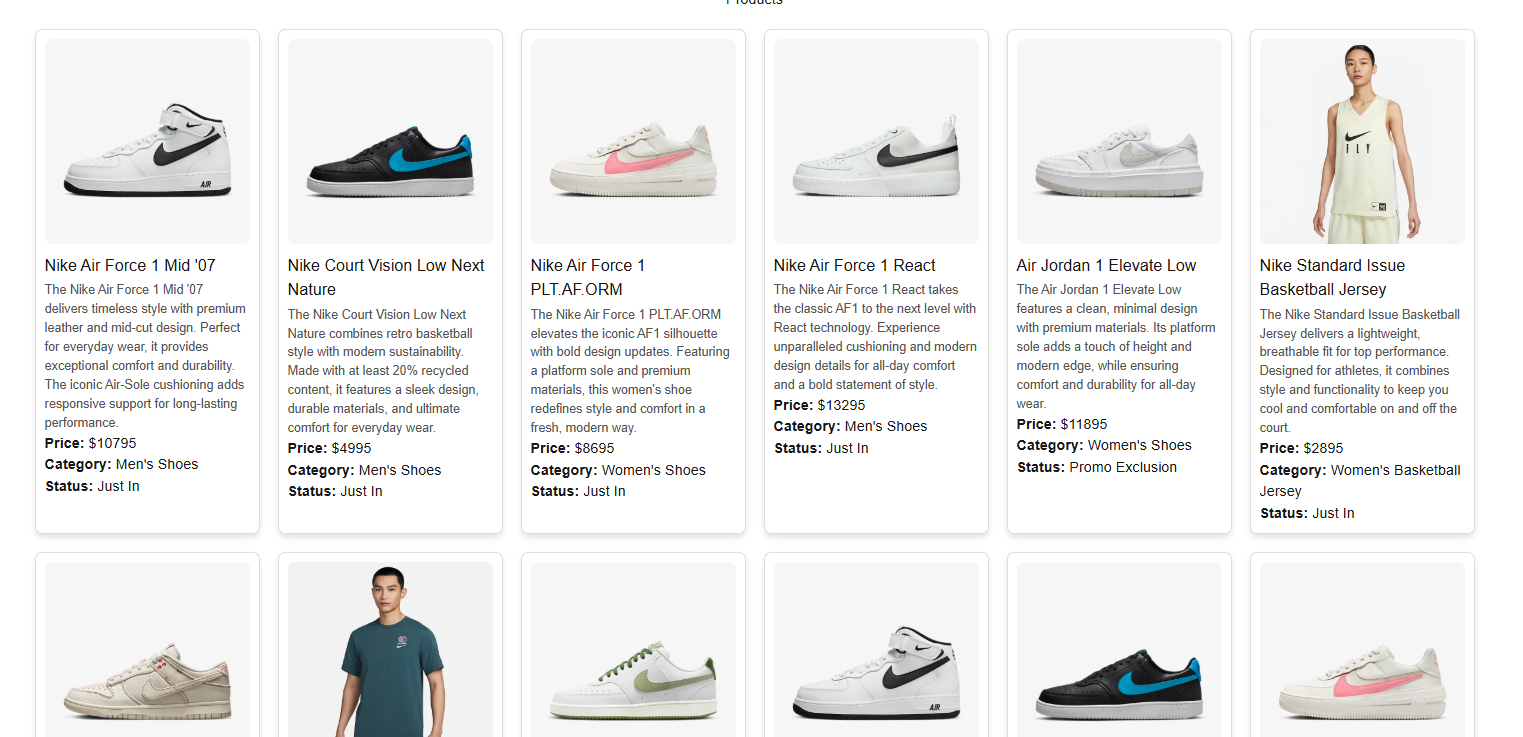 Products
AIR
FLY
Nike Air Force 1 Mid '07
The Nike Air Force 1 Mid '07
delivers timeless style with premium
leather and mid-cut design. Perfect
for everyday wear, it provides
exceptional comfort and durability.
The iconic Air-Sole cushioning adds
responsive support for long-lasting
performance.
Price: $10795
Category: Men's Shoes
Status: Just In
Nike Court Vision Low Next
Nature
The Nike Court Vision Low Next
Nature combines retro basketball
style with modern sustainability.
Made with at least 20% recycled
content, it features a sleek design,
durable materials, and ultimate
comfort for everyday wear.
Price: $4995
Category: Men's Shoes
Status: Just In
Nike Air Force 1
PLT.AF.ORM
The Nike Air Force 1 PLT.AF.ORM
elevates the iconic AF1 silhouette
with bold design updates. Featuring
a platform sole and premium
materials, this women's shoe
redefines style and comfort in a
fresh, modern way.
Price: $8695
Category: Women's Shoes
Status: Just In
Nike Air Force 1 React
The Nike Air Force 1 React takes
the classic AF1 to the next level with
React technology. Experience
unparalleled cushioning and modern
design details for all-day comfort
and a bold statement of style.
Price: $13295
Category: Men's Shoes
Status: Just In
Air Jordan 1 Elevate Low
The Air Jordan 1 Elevate Low
features a clean, minimal design
with premium materials. Its platform
sole adds a touch of height and
modern edge, while ensuring
comfort and durability for all-day
wear.
Price: $11895
Category: Women's Shoes
Status: Promo Exclusion
Nike Standard Issue
Basketball Jersey
The Nike Standard Issue Basketball
Jersey delivers a lightweight,
breathable fit for top performance.
Designed for athletes, it combines
style and functionality to keep you
cool and comfortable on and off the
court.
Price: $2895
Category: Women's Basketball
Jersey
Status: Just In
AIR